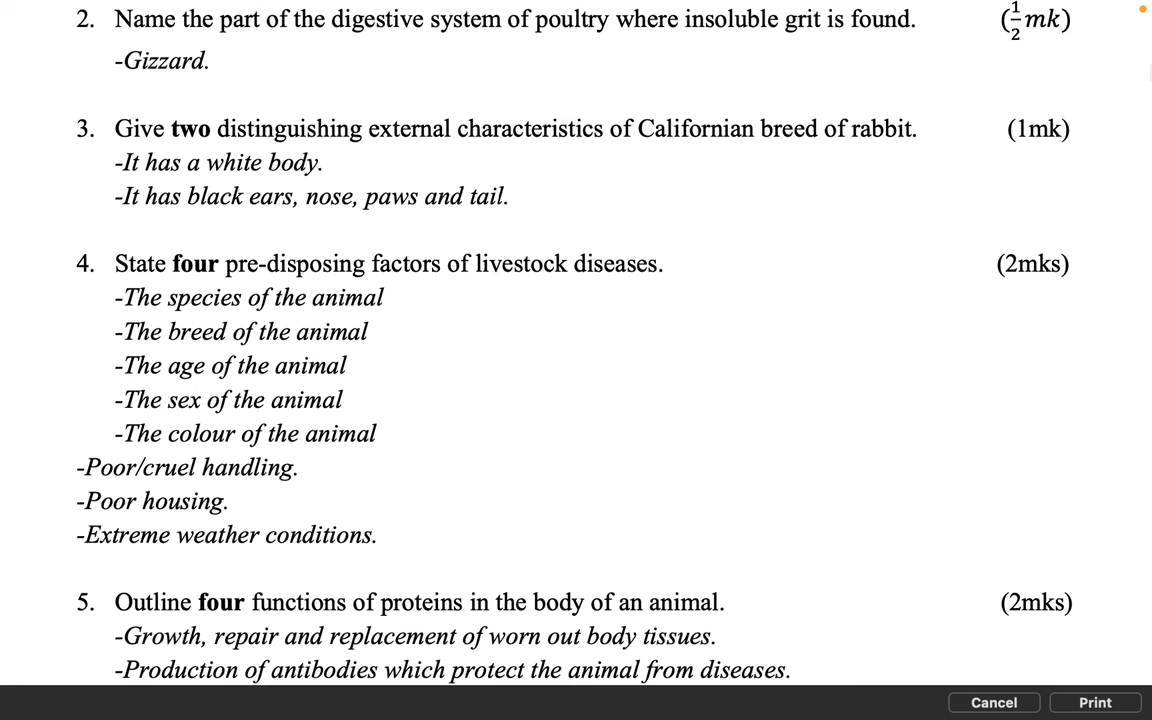 2. Name the part of the digestive system of poultry where insoluble grit is found. (½mk)
-Gizzard.
3. Give two distinguishing external characteristics of Californian breed of rabbit. (1mk)
-It has a white body.
-It has black ears, nose, paws and tail.
4. State four pre-disposing factors of livestock diseases. (2mks)
-The species of the animal
-The breed of the animal
-The age of the animal
-The sex of the animal
-The colour of the animal
-Poor/cruel handling.
-Poor housing.
-Extreme weather conditions.
5. Outline four functions of proteins in the body of an animal. (2mks)
-Growth, repair and replacement of worn out body tissues.
-Production of antibodies which protect the animal from diseases.
Cancel Print